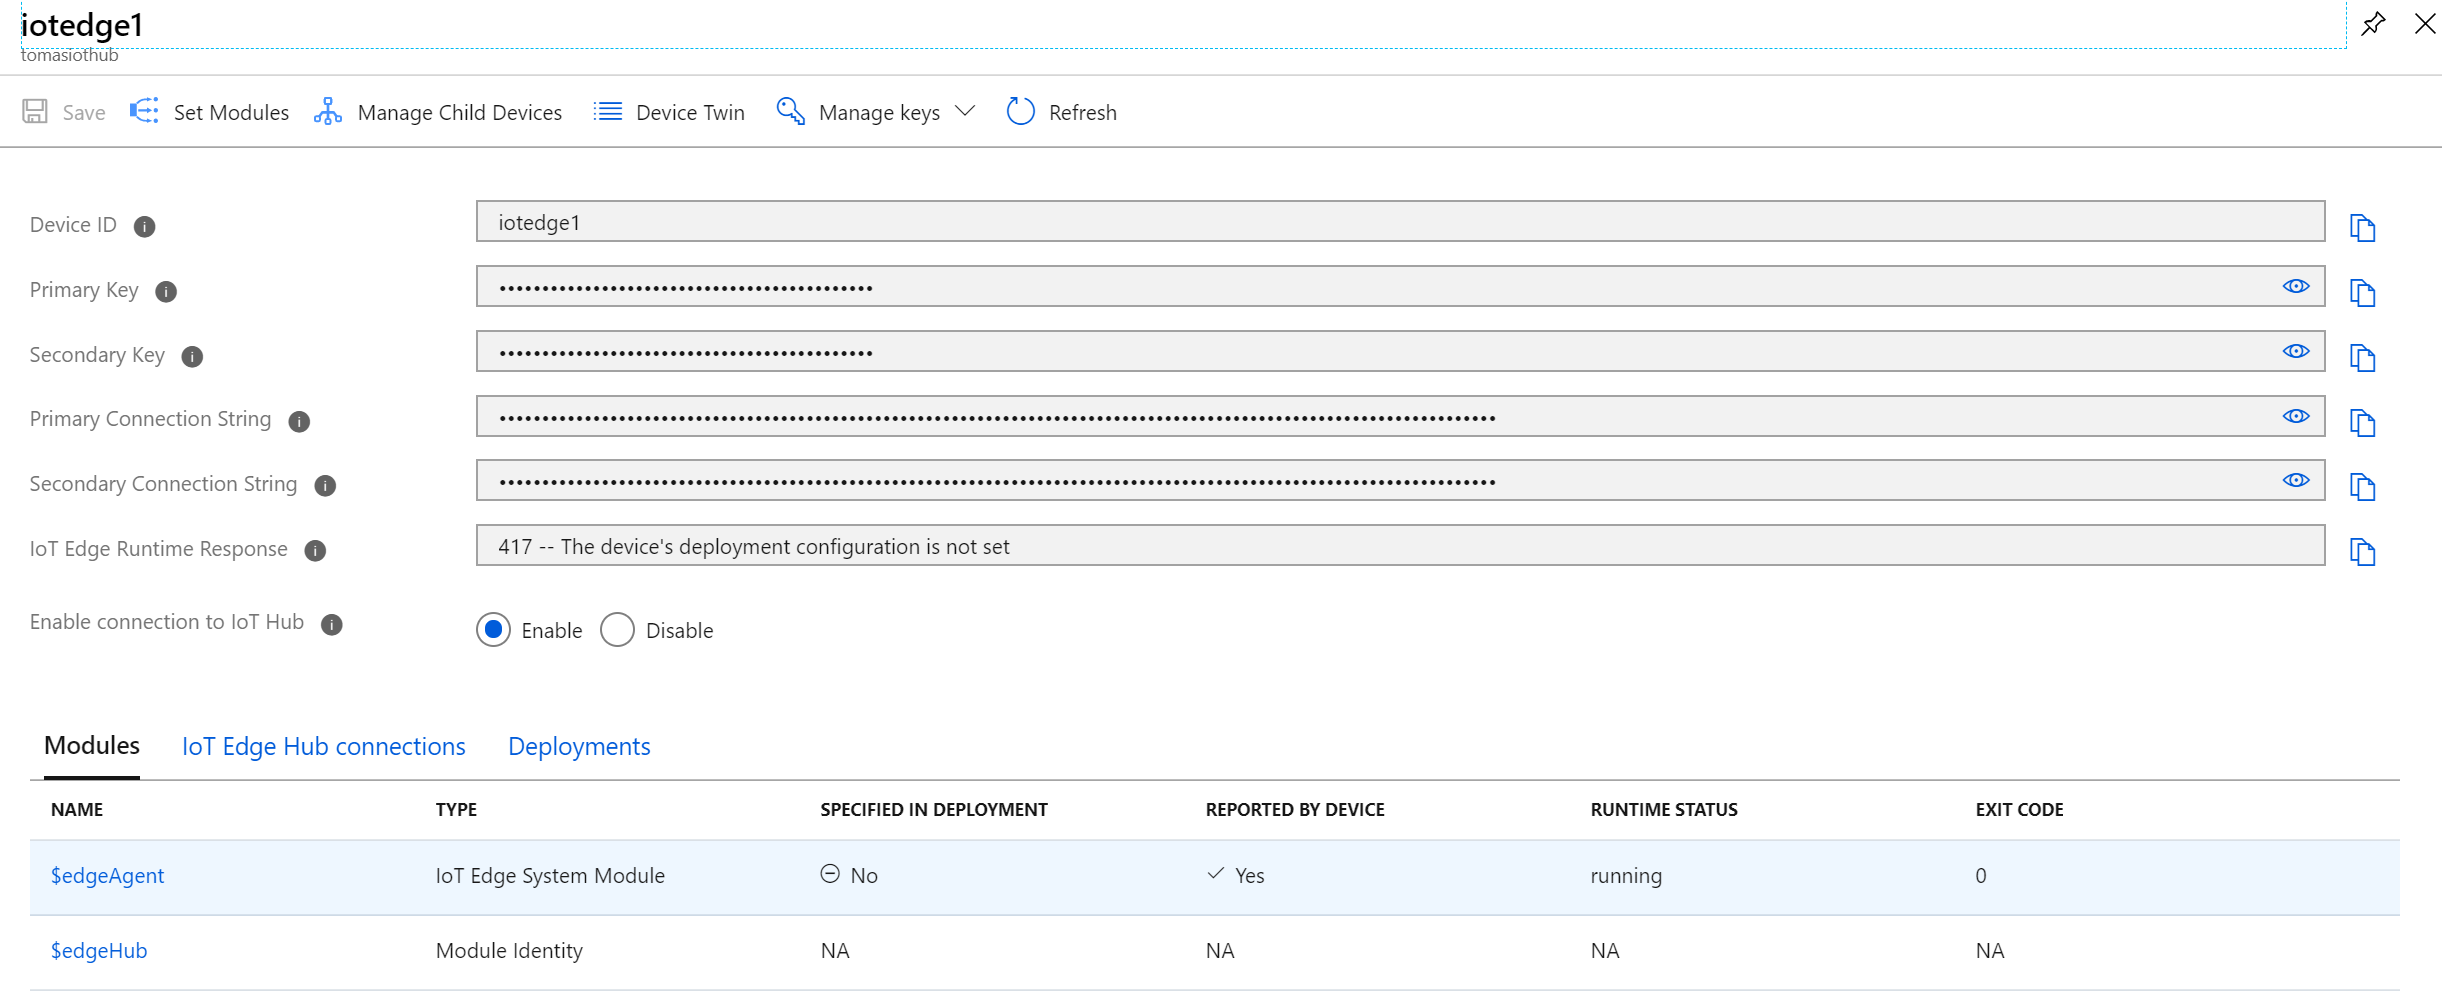 iotedge1
tomasiothub
Save Set Modules Manage Child Devices Device Twin Manage keys Refresh
Device ID iotedge1
Primary Key ••••••••••••••••••••••••••••••••••••••••••••
Secondary Key ••••••••••••••••••••••••••••••••••••••••••••
Primary Connection String
Secondary Connection String
IoT Edge Runtime Response 417 -- The device's deployment configuration is not set
Enable connection to IoT Hub Enable Disable
Modules IoT Edge Hub connections Deployments
NAME TYPE SPECIFIED IN DEPLOYMENT REPORTED BY DEVICE RUNTIME STATUS EXIT CODE
$edgeAgent IoT Edge System Module No Yes running 0
$edgeHub Module Identity NA NA NA NA